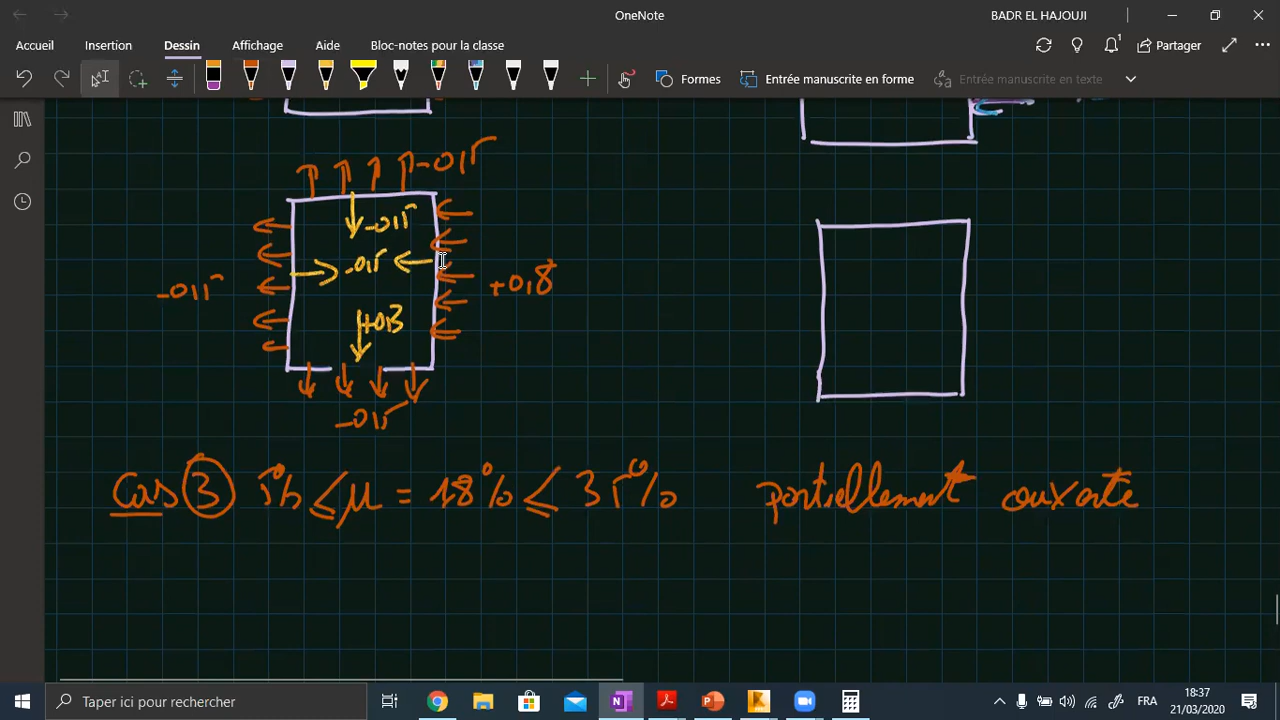 OneNote
BADR EL HAJOUJI
Accueil Insertion Dessin Affichage Aide Bloc-notes pour la classe
Partager
Formes Entrée manuscrite en forme Entrée manuscrite en texte
-0,5
-0,5
-0,5 -0,5 +0,8
+0,3
-0,5
Cas 3 5% ≤ μ = 18% ≤ 35% partiellement ouverte
Taper ici pour rechercher
FRA
18:37
21/03/2020